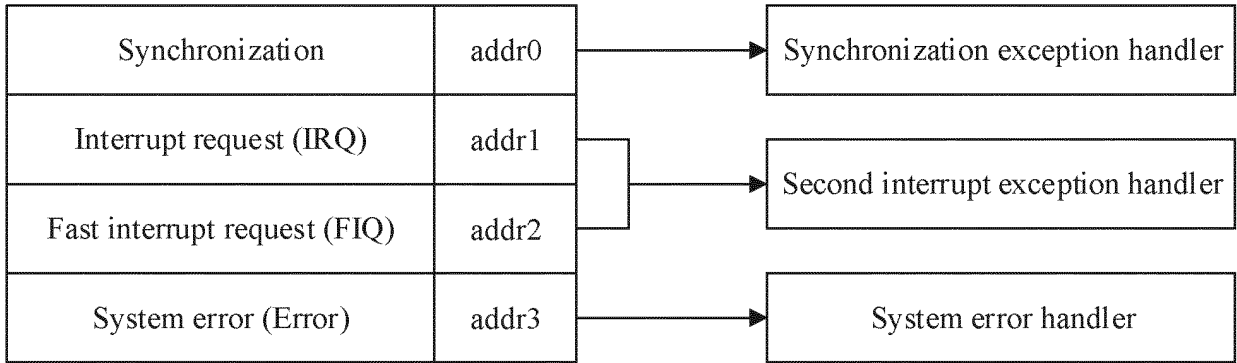 Synchronization addr0 Synchronization exception handler
Interrupt request (IRQ) addr1
Second interrupt exception handler
Fast interrupt request (FIQ) addr2
System error (Error) addr3 System error handler